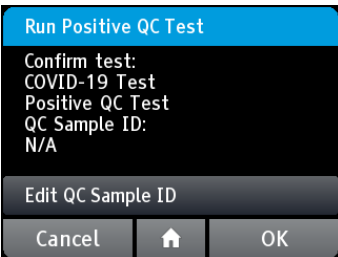 Run Positive QC Test
Confirm test:
COVID-19 Test
Positive QC Test
QC Sample ID:
N/A
Edit QC Sample ID
Cancel
OK